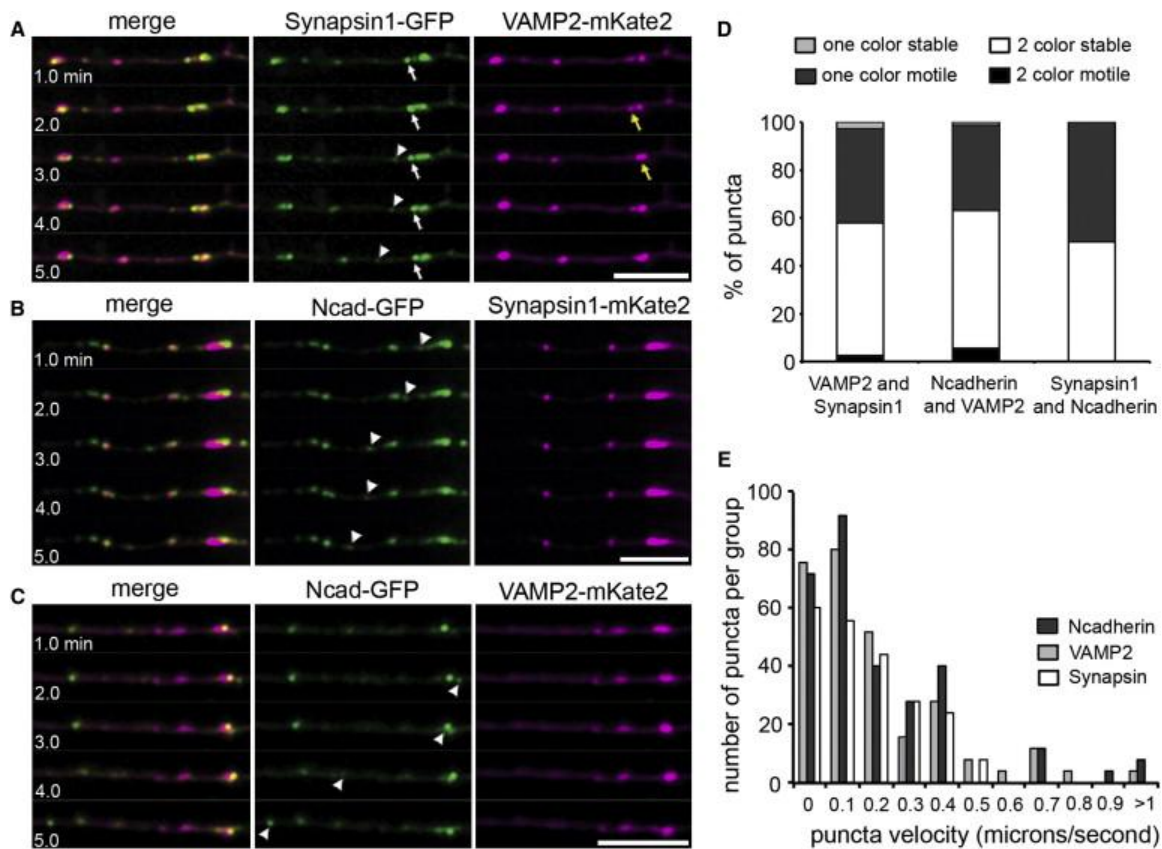 A
merge
Synapsin1-GFP
VAMP2-mKate2
1.0 min
2.0
3.0
4.0
5.0
B
merge
Ncad-GFP
Synapsin1-mKate2
1.0 min
2.0
3.0
4.0
5.0
C
merge
Ncad-GFP
VAMP2-mKate2
1.0 min
2.0
3.0
4.0
5.0
D
one color stable
2 color stable
one color motile
2 color motile
% of puncta
100
80
60
40
20
0
VAMP2 and
Synapsin1
Ncadherin
and VAMP2
Synapsin1
and Ncadherin
E
number of puncta per group
100
80
60
40
20
0
Ncadherin
VAMP2
Synapsin
0 0.1 0.2 0.3 0.4 0.5 0.6 0.7 0.8 0.9 >1
puncta velocity (microns/second)